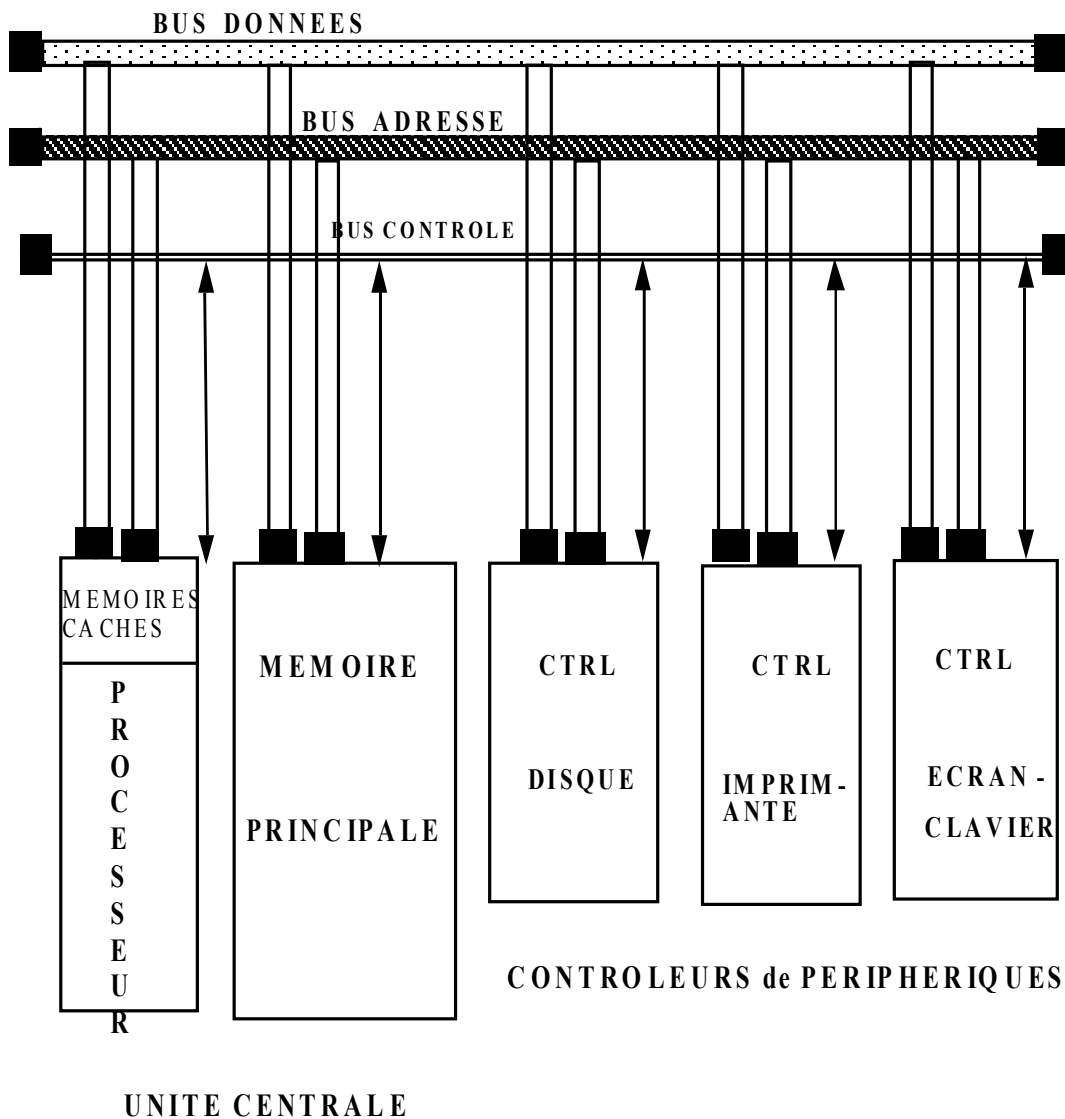 BUS DONNEES
BUS ADRESSE
BUS CONTROLE
MEMOIRES
CACHES
PROCESSEUR
MEMOIRE
PRINCIPALE
CTRL
DISQUE
CTRL
IMPRIM-
ANTE
CTRL
ECRAN-
CLAVIER
CONTROLEURS de PERIPHERIQUES
UNITE CENTRALE